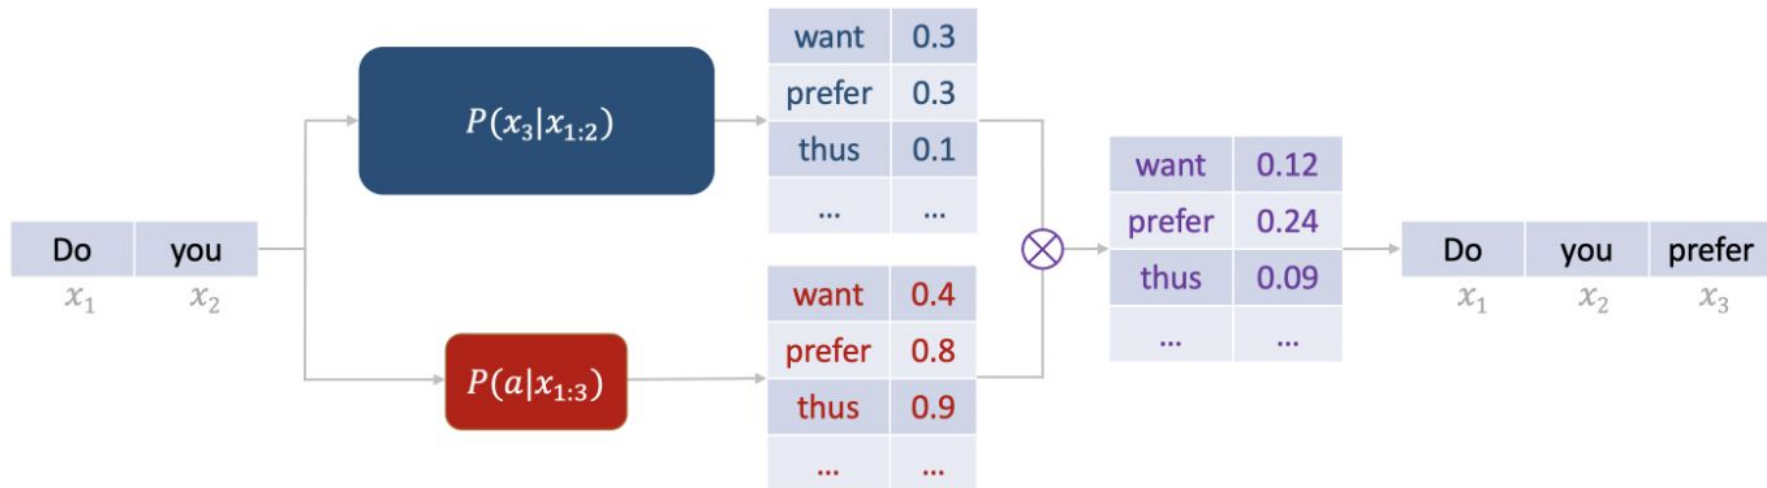 Do you
x₁ x₂
P(x₃|x₁:₂)
want 0.3
prefer 0.3
thus 0.1
... ...
P(a|x₁:₃)
want 0.4
prefer 0.8
thus 0.9
... ...
want 0.12
prefer 0.24
thus 0.09
... ...
Do you prefer
x₁ x₂ x₃